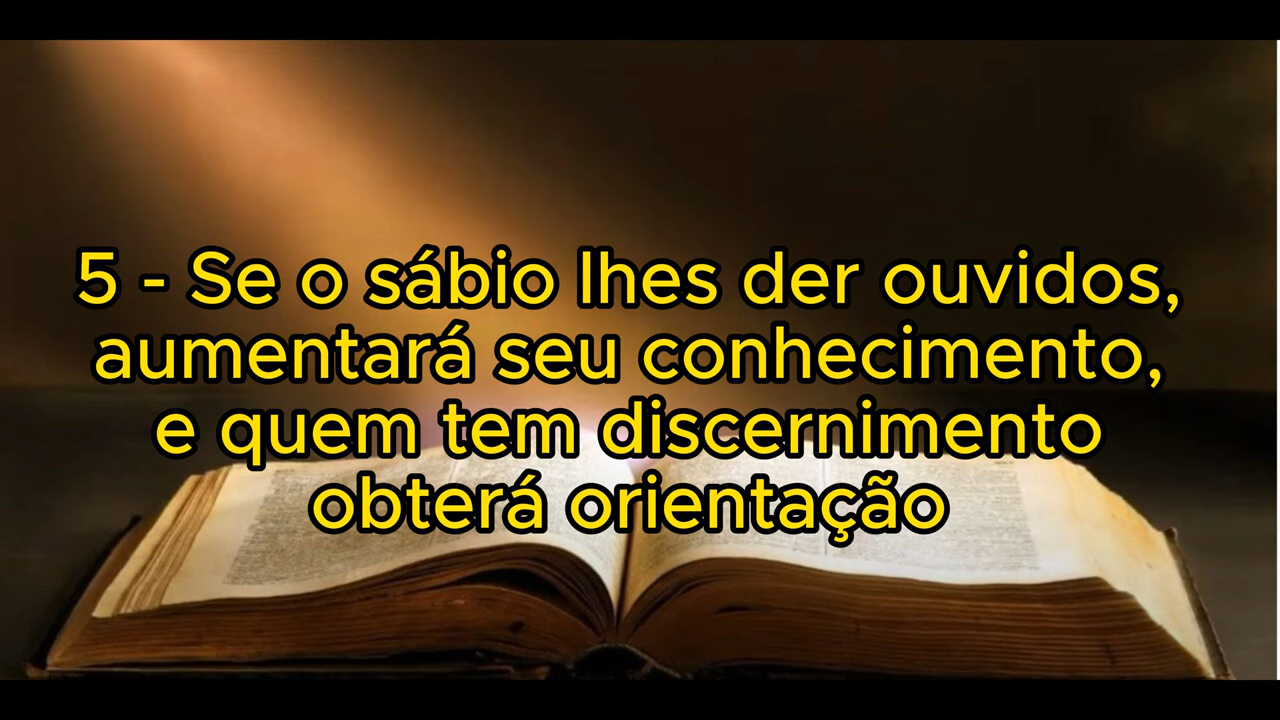 5 - Se o sábio lhes der ouvidos,
aumentará seu conhecimento,
e quem tem discernimento
obterá orientação